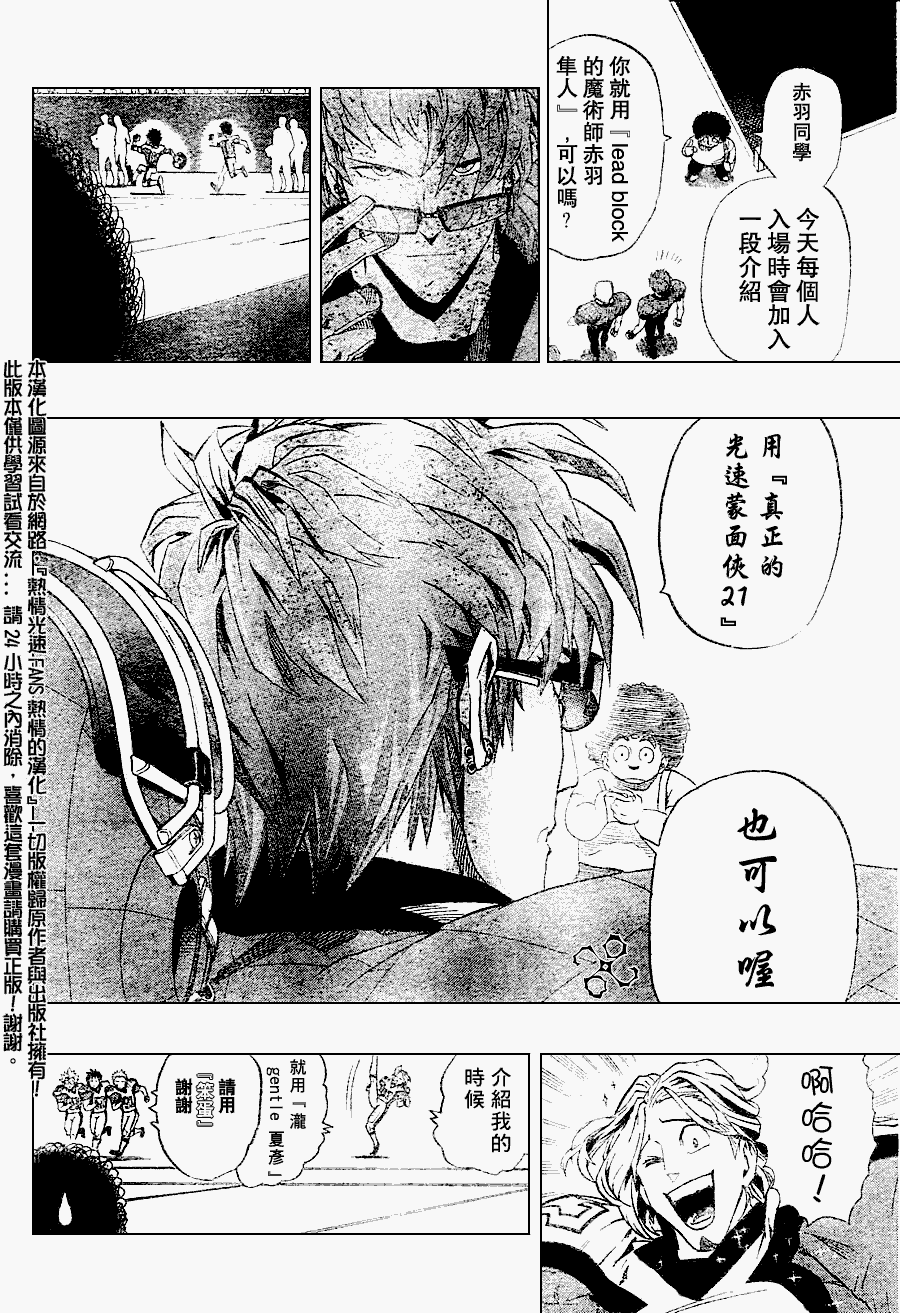 赤羽同學
今天每個人
入場時會加入
一段介紹
你就用『lead block
的魔術師赤羽
隼人』，可以嗎？
用『真正的
光速蒙面俠
21』
也可以喔
啊哈哈！
介紹我的
時候
就用『瀧
gentle 夏彥』
請用
謝謝
本漢化圖源來自於網路『熱情光速FANS 熱情的漢化』一切版權歸原作者與出版社擁有！
此版本僅供學習試看交流... 請 24 小時之內消除，喜歡這套漫畫請購買正版！謝謝。